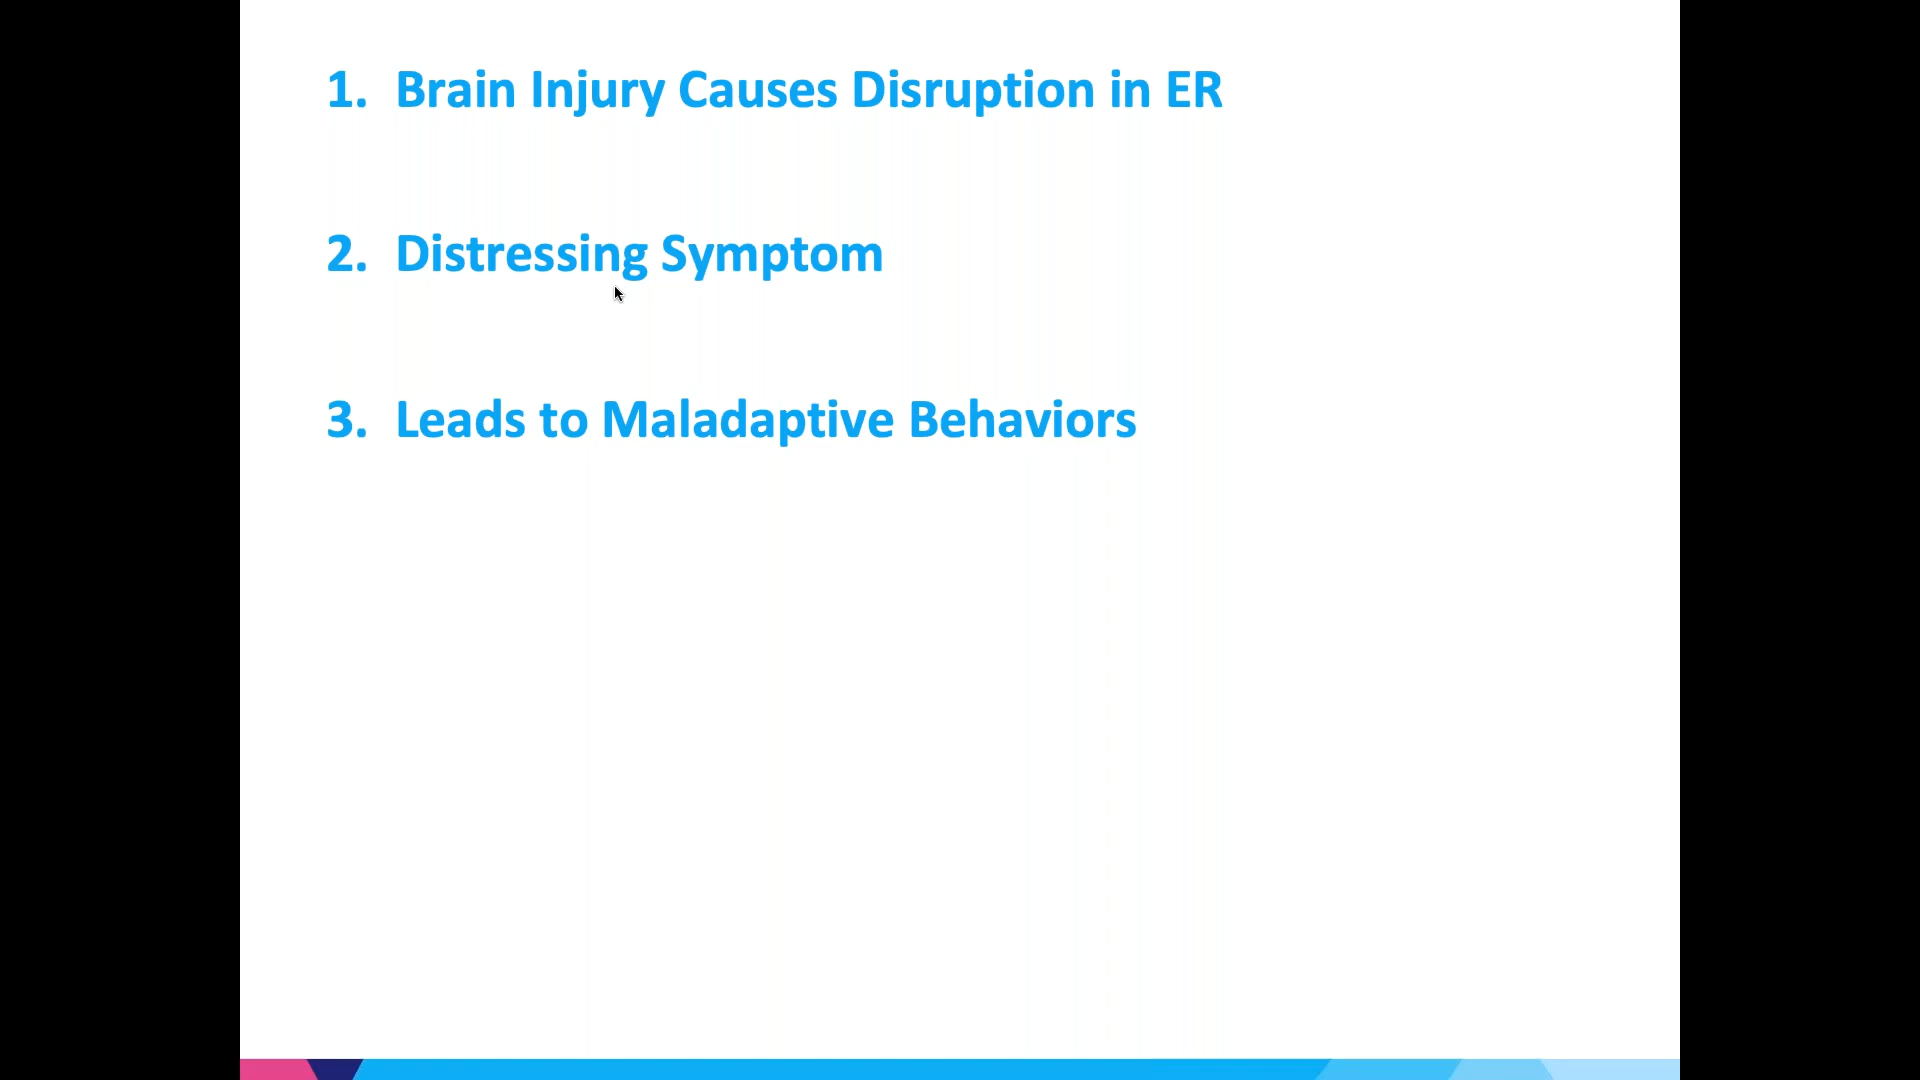 1. Brain Injury Causes Disruption in ER
2. Distressing Symptom
3. Leads to Maladaptive Behaviors